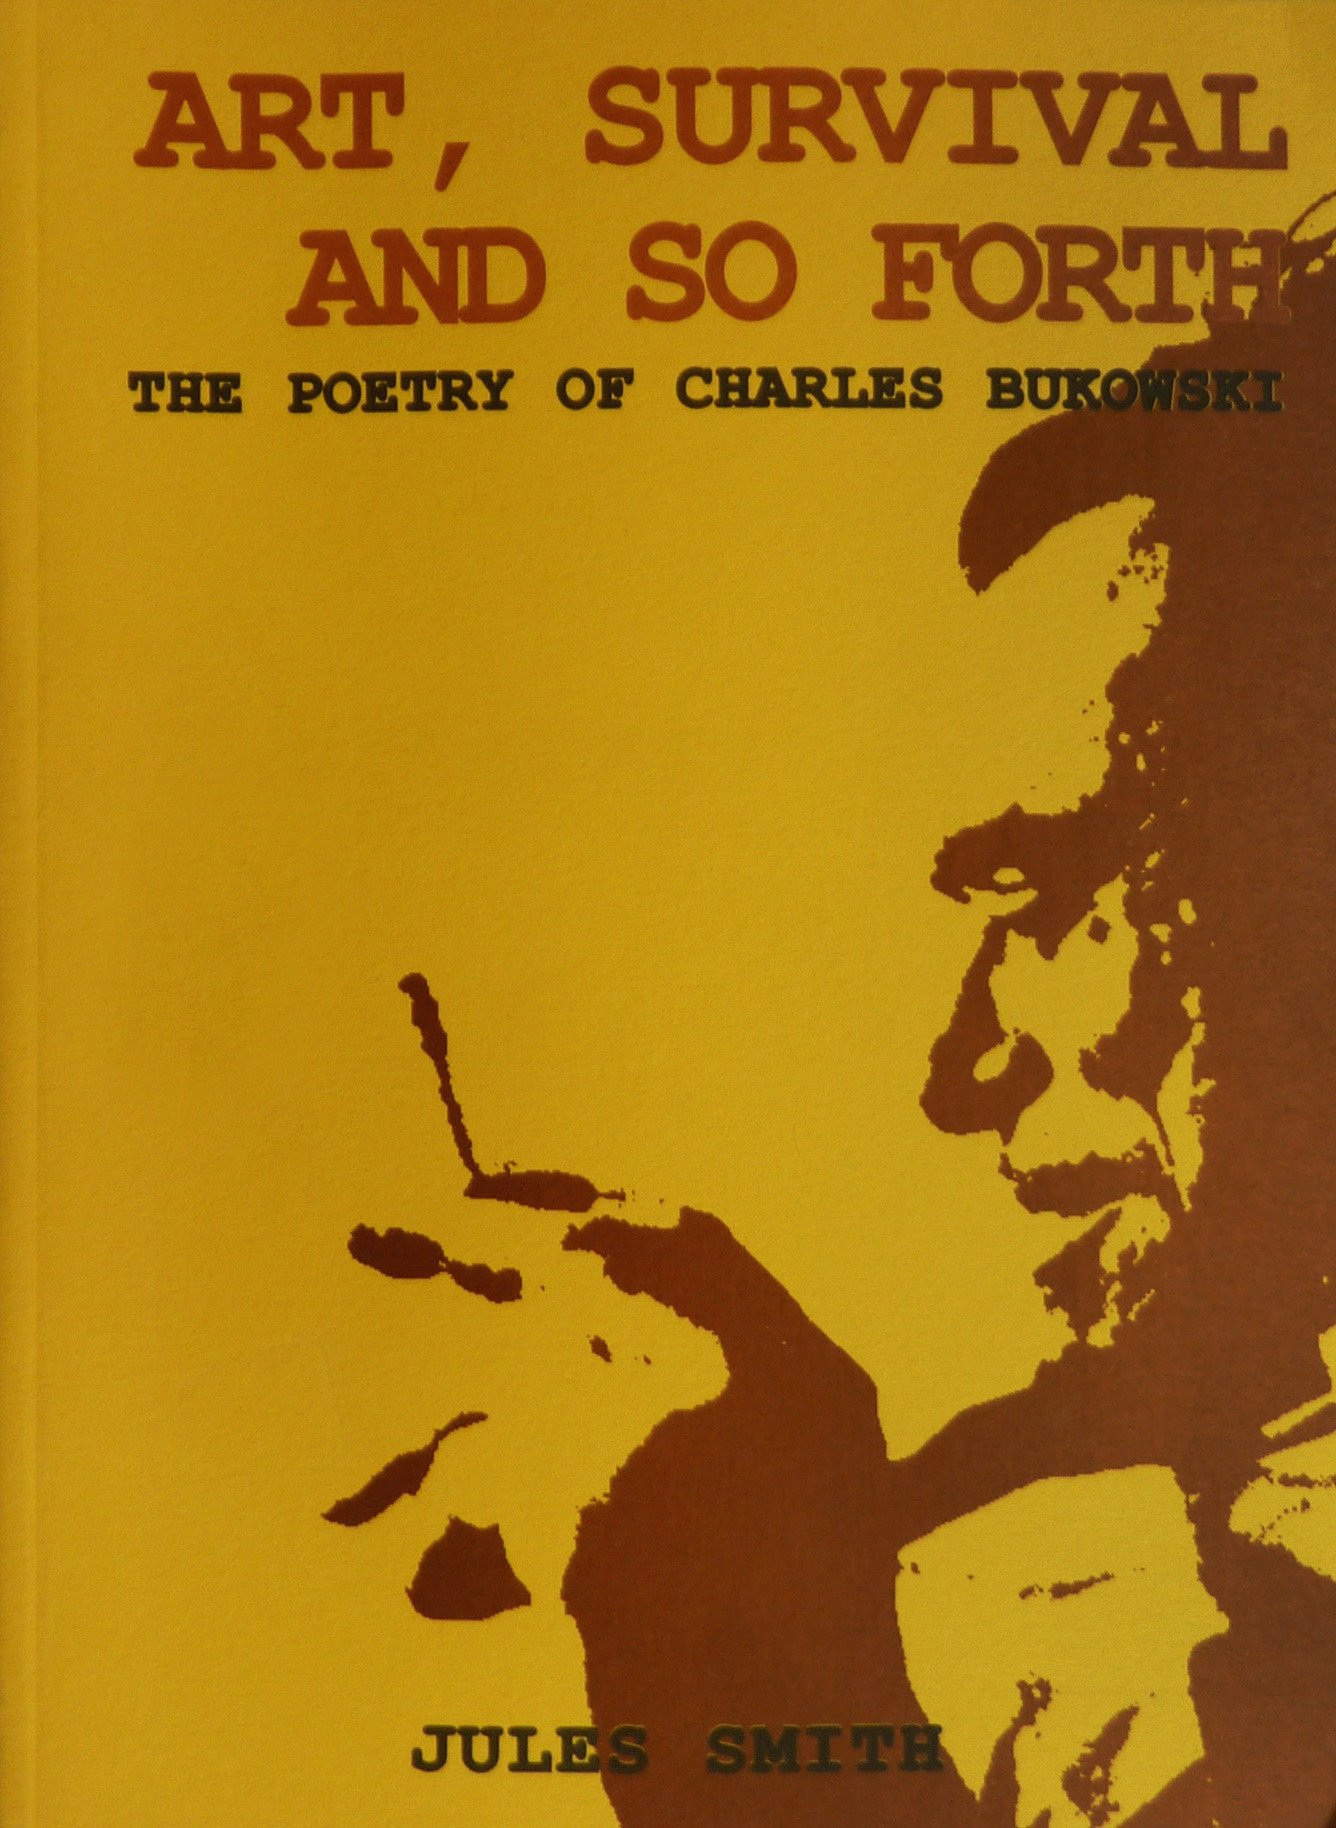 ART, SURVIVAL
AND SO FORTH
THE POETRY OF CHARLES BUKOWSKI
JULES SMITH